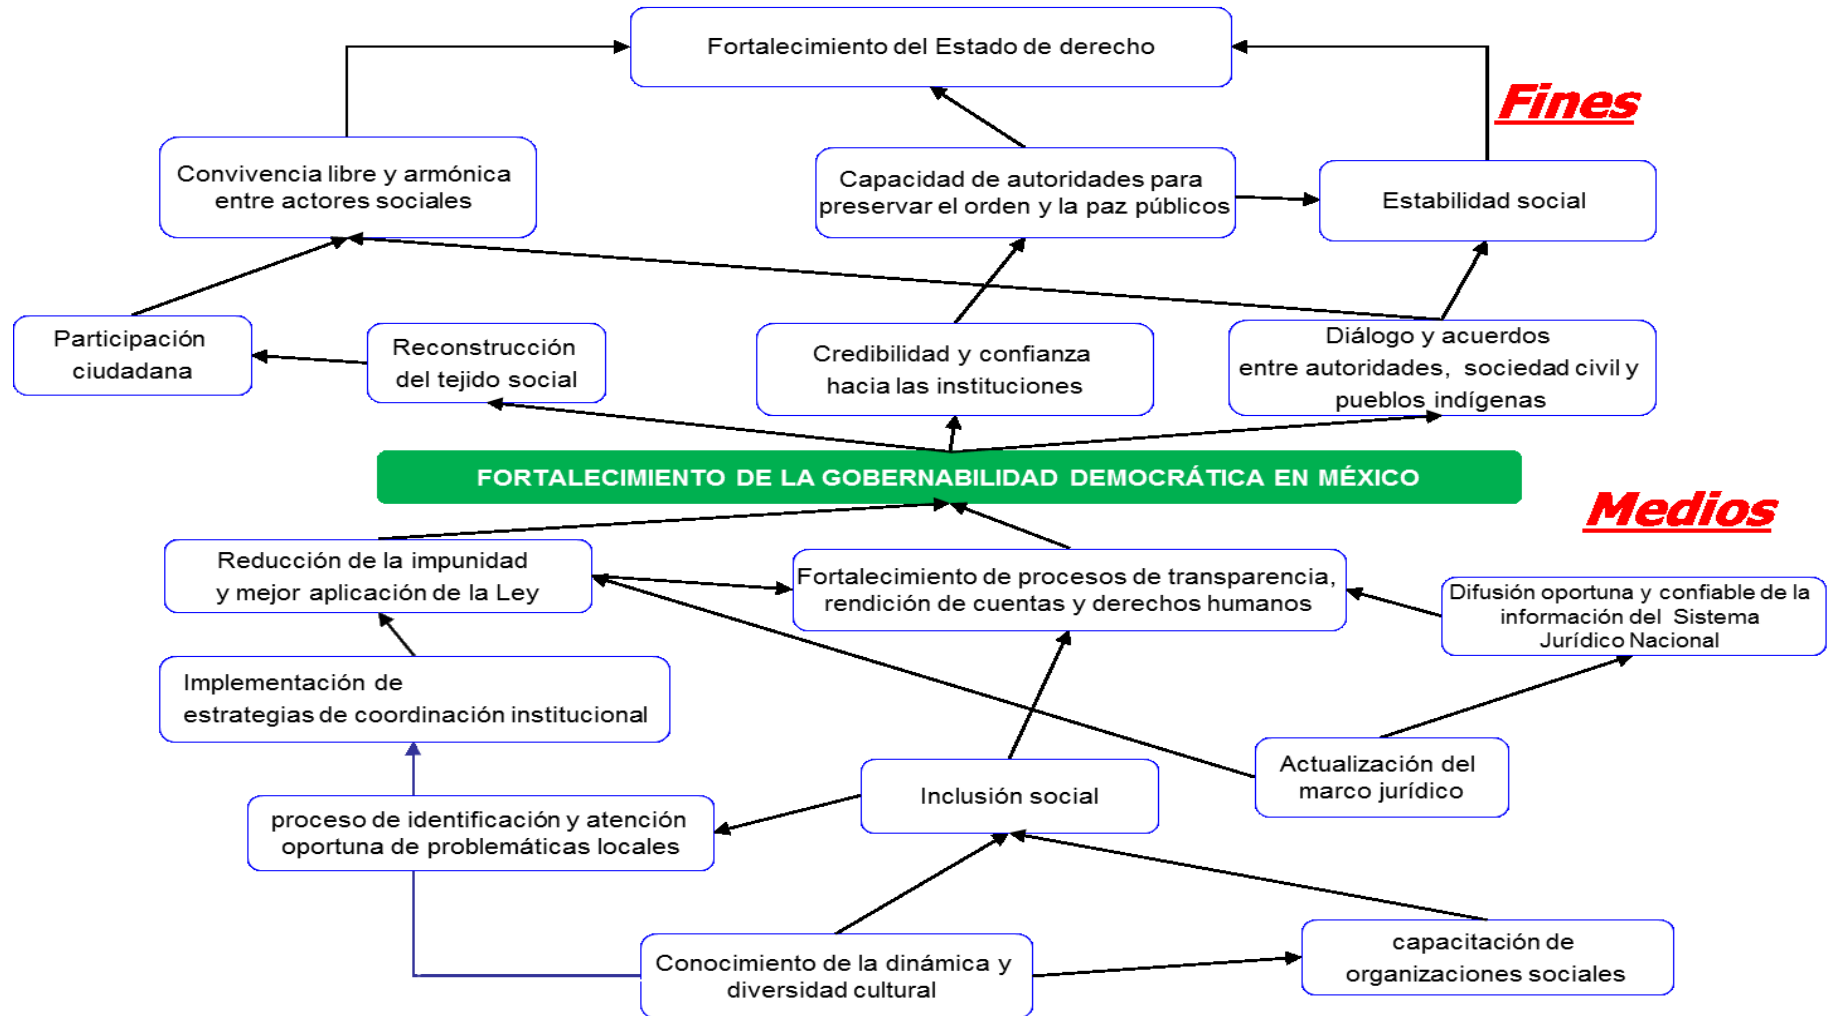 Fortalecimiento del Estado de derecho
Fines
Convivencia libre y armónica
entre actores sociales
Capacidad de autoridades para
preservar el orden y la paz públicos
Estabilidad social
Participación
ciudadana
Reconstrucción
del tejido social
Credibilidad y confianza
hacia las instituciones
Diálogo y acuerdos
entre autoridades, sociedad civil y
pueblos indígenas
FORTALECIMIENTO DE LA GOBERNABILIDAD DEMOCRÁTICA EN MÉXICO
Medios
Reducción de la impunidad
y mejor aplicación de la Ley
Fortalecimiento de procesos de transparencia,
rendición de cuentas y derechos humanos
Difusión oportuna y confiable de la
información del Sistema
Jurídico Nacional
Implementación de
estrategias de coordinación institucional
Actualización del
marco jurídico
Inclusión social
proceso de identificación y atención
oportuna de problemáticas locales
Conocimiento de la dinámica y
diversidad cultural
capacitación de
organizaciones sociales